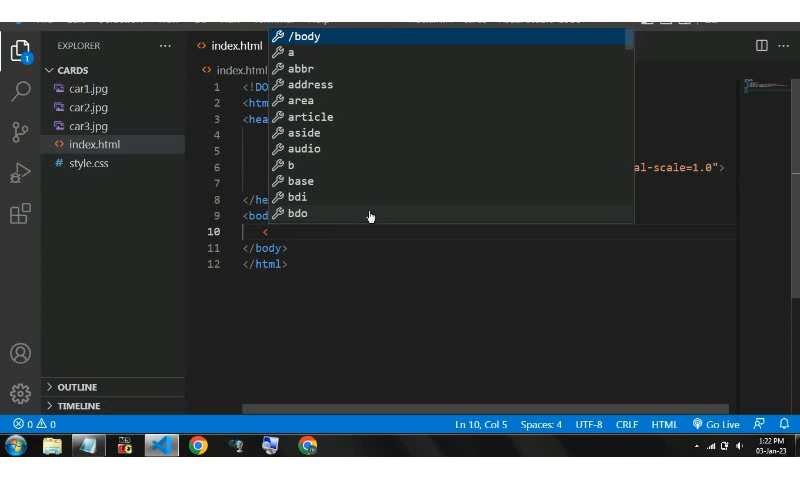 EXPLORER
index.html
CARDS
car1.jpg
car2.jpg
car3.jpg
index.html
style.css
OUTLINE
TIMELINE
index.html
/body
a
abbr
address
area
article
aside
audio
b
base
bdi
bdo
1 <!DO
2 <htm
3 <hea
4
5
6 al-scale=1.0">
7
8 </he
9 <bod
10 <
11 </body>
12 </html>
0 0 Ln 10, Col 5 Spaces: 4 UTF-8 CRLF HTML Go Live
1:22 PM
03-Jan-23